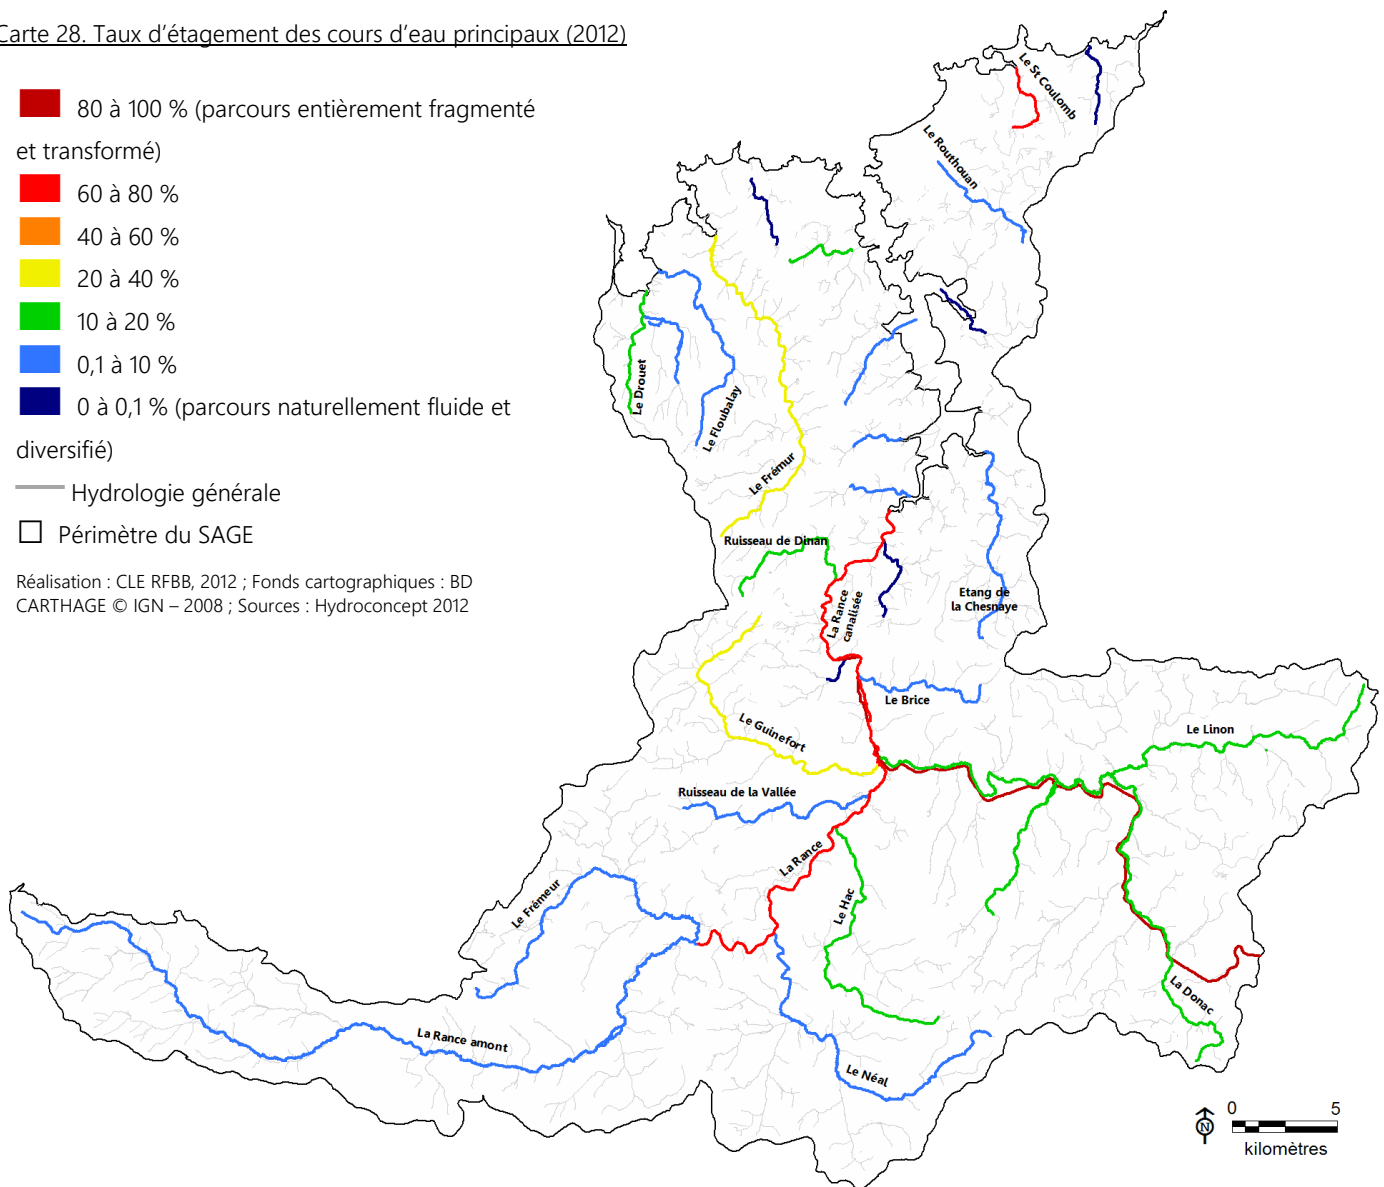 Carte 28. Taux d'étagement des cours d'eau principaux (2012)
80 à 100 % (parcours entièrement fragmenté
et transformé)
60 à 80 %
40 à 60 %
20 à 40 %
10 à 20 %
0,1 à 10 %
0 à 0,1 % (parcours naturellement fluide et
diversifié)
Hydrologie générale
Périmètre du SAGE
Réalisation : CLE RFBB, 2012 ; Fonds cartographiques : BD
CARTHAGE © IGN – 2008 ; Sources : Hydroconcept 2012
Le St Coulomb
Le Routhouan
Le Drouet
Le Floubalay
Le Frémur
Ruisseau de Dinan
La Rance
canalisée
Etang de
la Chesnaye
Le Brice
Le Guinefort
Le Linon
Ruisseau de la Vallée
La Rance
Le Hac
Le Frémeur
La Donac
La Rance amont
Le Néal
N
0 5
kilomètres